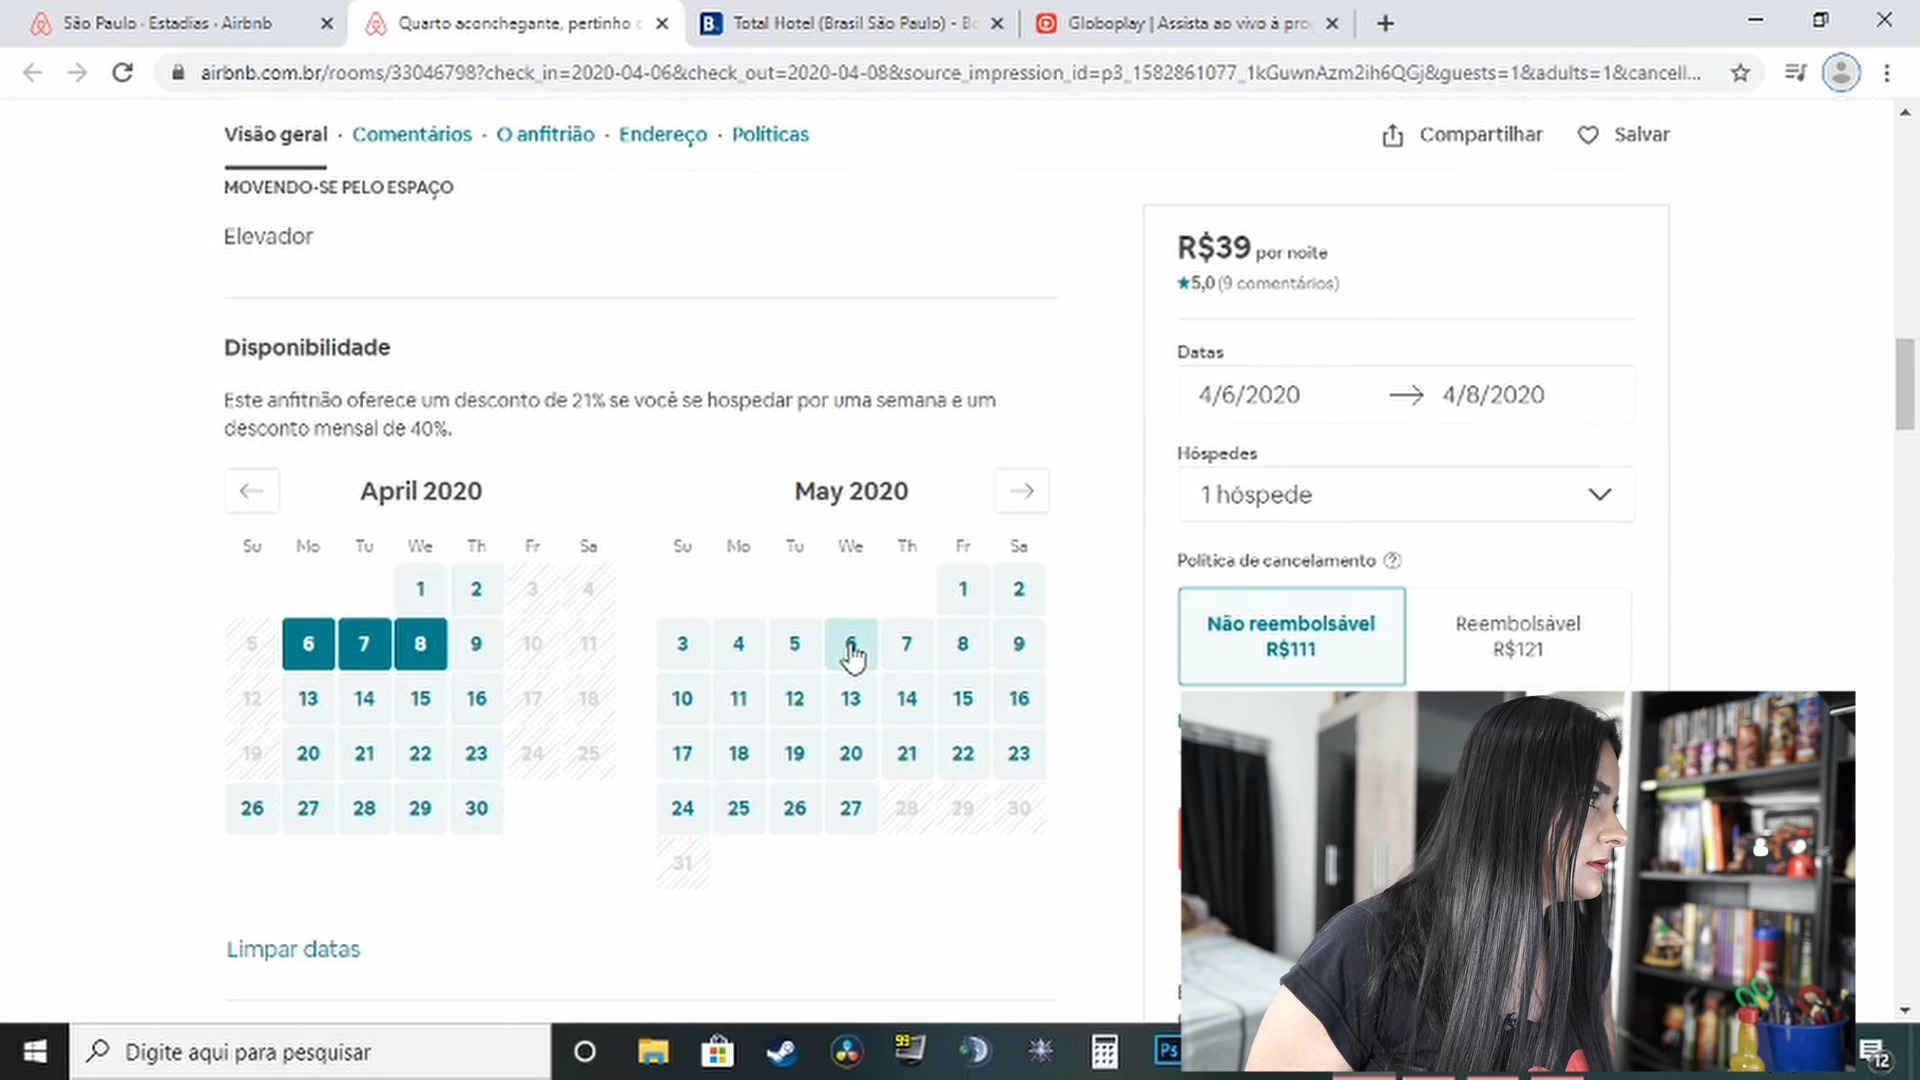 São Paulo · Estadias · Airbnb
Quarto aconchegante, pertinho
Total Hotel (Brasil São Paulo) - Bo
Globoplay | Assista ao vivo à pro
airbnb.com.br/rooms/33046798?check_in=2020-04-06&check_out=2020-04-08&source_impression_id=p3_1582861077_1kGuwnAzm2ih6QGj&guests=1&adults=1&cancell...
Visão geral · Comentários · O anfitrião · Endereço · Políticas
Compartilhar
Salvar
MOVENDO-SE PELO ESPAÇO
Elevador
Disponibilidade
Este anfitrião oferece um desconto de 21% se você se hospedar por uma semana e um
desconto mensal de 40%.
April 2020
Su Mo Tu We Th Fr Sa
1 2 3 4
5 6 7 8 9 10 11
12 13 14 15 16 17 18
19 20 21 22 23 24 25
26 27 28 29 30
May 2020
Su Mo Tu We Th Fr Sa
1 2
3 4 5 6 7 8 9
10 11 12 13 14 15 16
17 18 19 20 21 22 23
24 25 26 27 28 29 30
31
Limpar datas
R$39 por noite
★5,0 (9 comentários)
Datas
4/6/2020 → 4/8/2020
Hóspedes
1 hóspede
Política de cancelamento ?
Não reembolsável
R$111
Reembolsável
R$121
Digite aqui para pesquisar
99
Ps
12